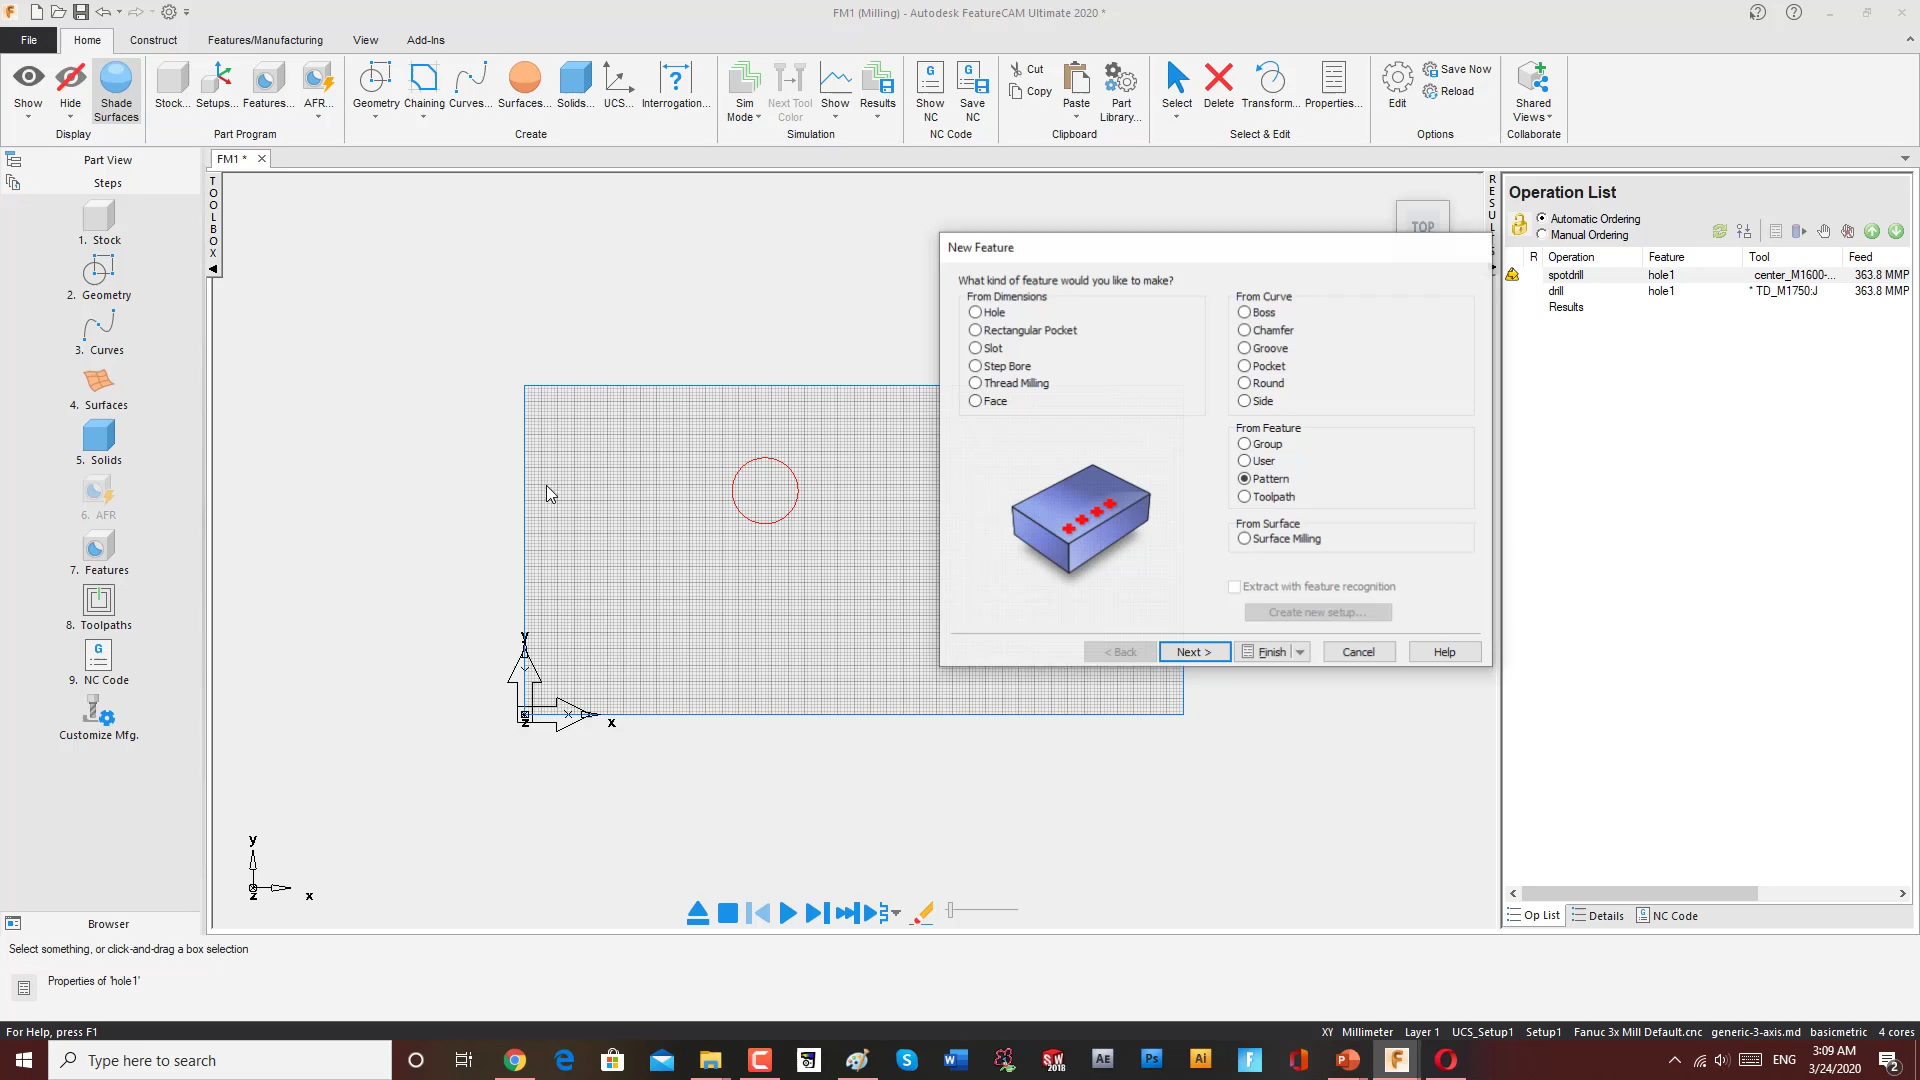 FM1 (Milling) - Autodesk FeatureCAM Ultimate 2020 *
File Home Construct Features/Manufacturing View Add-Ins
Show Hide Shade Surfaces Stock... Setups... Features... AFR... Geometry Chaining Curves... Surfaces... Solids... UCS... Interrogation... Sim Mode Next Tool Color Show Results Show NC Save NC Cut Copy Paste Part Library... Select Delete Transform... Properties... Edit Save Now Reload Shared Views
Display Part Program Create Simulation NC Code Clipboard Select & Edit Options Collaborate
Part View
Steps
1. Stock
2. Geometry
3. Curves
4. Surfaces
5. Solids
6. AFR
7. Features
8. Toolpaths
9. NC Code
Customize Mfg.
Browser
FM1 *
TOOLBOX
TOP
y
x
z
y
x
z
New Feature
What kind of feature would you like to make?
From Dimensions
Hole
Rectangular Pocket
Slot
Step Bore
Thread Milling
Face
From Curve
Boss
Chamfer
Groove
Pocket
Round
Side
From Feature
Group
User
Pattern
Toolpath
From Surface
Surface Milling
Extract with feature recognition
Create new setup...
< Back Next > Finish Cancel Help
RESUL
Operation List
Automatic Ordering
Manual Ordering
R Operation Feature Tool Feed
spotdrill hole1 center_M1600-... 363.8 MMP
drill hole1 * TD_M1750:J 363.8 MMP
Results
Op List Details NC Code
Select something, or click-and-drag a box selection
Properties of 'hole1'
For Help, press F1
XY Millimeter Layer 1 UCS_Setup1 Setup1 Fanuc 3x Mill Default.cnc generic-3-axis.md basicmetric 4 cores
Type here to search
SW 2018 Ae Ps Ai
ENG
3:09 AM
3/24/2020
2